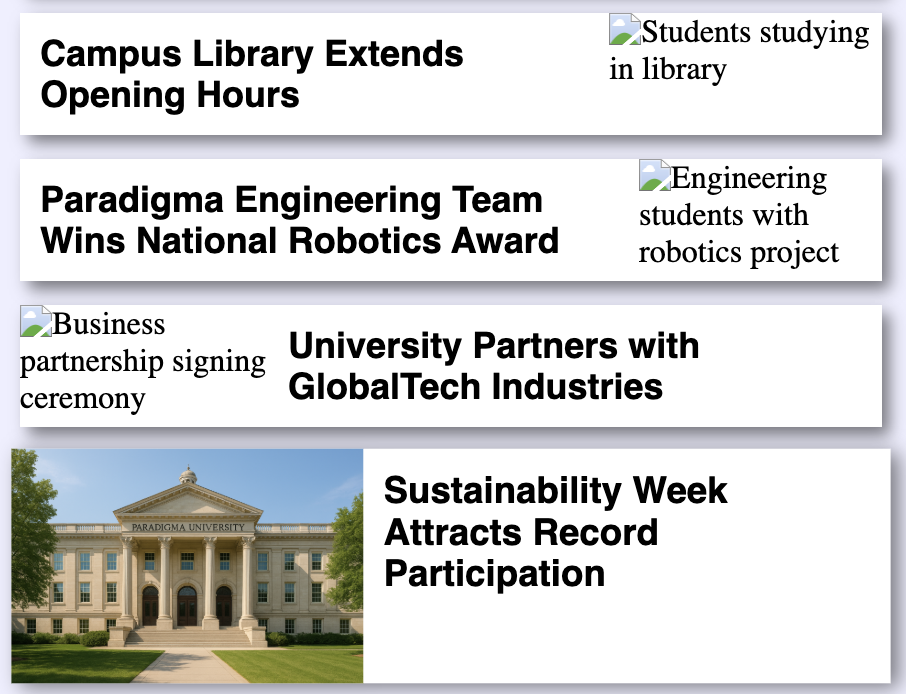 Campus Library Extends
Opening Hours
Students studying
in library
Paradigma Engineering Team
Wins National Robotics Award
Engineering
students with
robotics project
Business
partnership signing
ceremony
University Partners with
GlobalTech Industries
PARADIGMA UNIVERSITY
Sustainability Week
Attracts Record
Participation